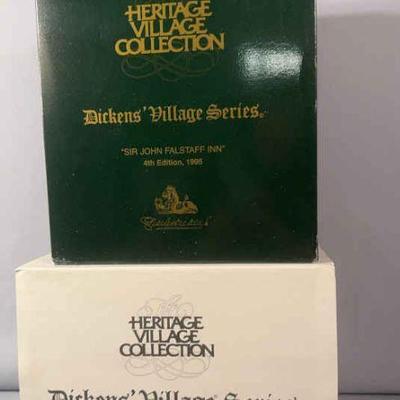 HERITAGE
VILLAGE
COLLECTION
Dickens' Village Series®
"SIR JOHN FALSTAFF INN"
4th Edition, 1995
The
HERITAGE
VILLAGE
COLLECTION
Dickens' Village Series